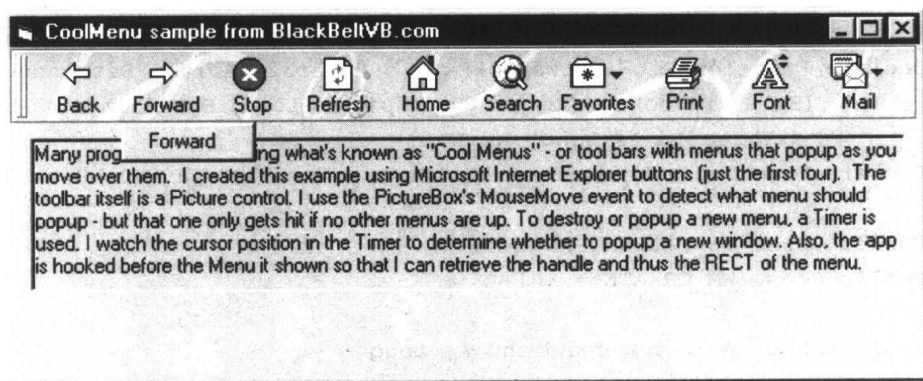 CoolMenu sample from BlackBeltVB.com
Back Forward Stop Refresh Home Search Favorites Print Font Mail
Forward
Many prog ng what's known as "Cool Menus" - or tool bars with menus that popup as you
move over them. I created this example using Microsoft Internet Explorer buttons (just the first four). The
toolbar itself is a Picture control. I use the PictureBox's MouseMove event to detect what menu should
popup - but that one only gets hit if no other menus are up. To destroy or popup a new menu, a Timer is
used. I watch the cursor position in the Timer to determine whether to popup a new window. Also, the app
is hooked before the Menu it shown so that I can retrieve the handle and thus the RECT of the menu.